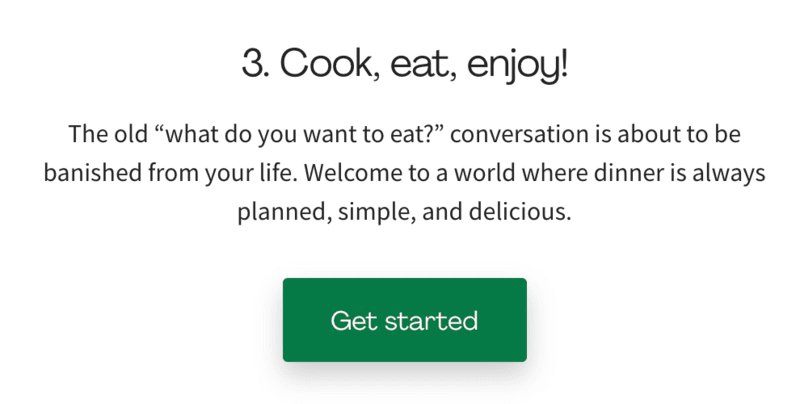 3. Cook, eat, enjoy!
The old “what do you want to eat?” conversation is about to be
banished from your life. Welcome to a world where dinner is always
planned, simple, and delicious.
Get started